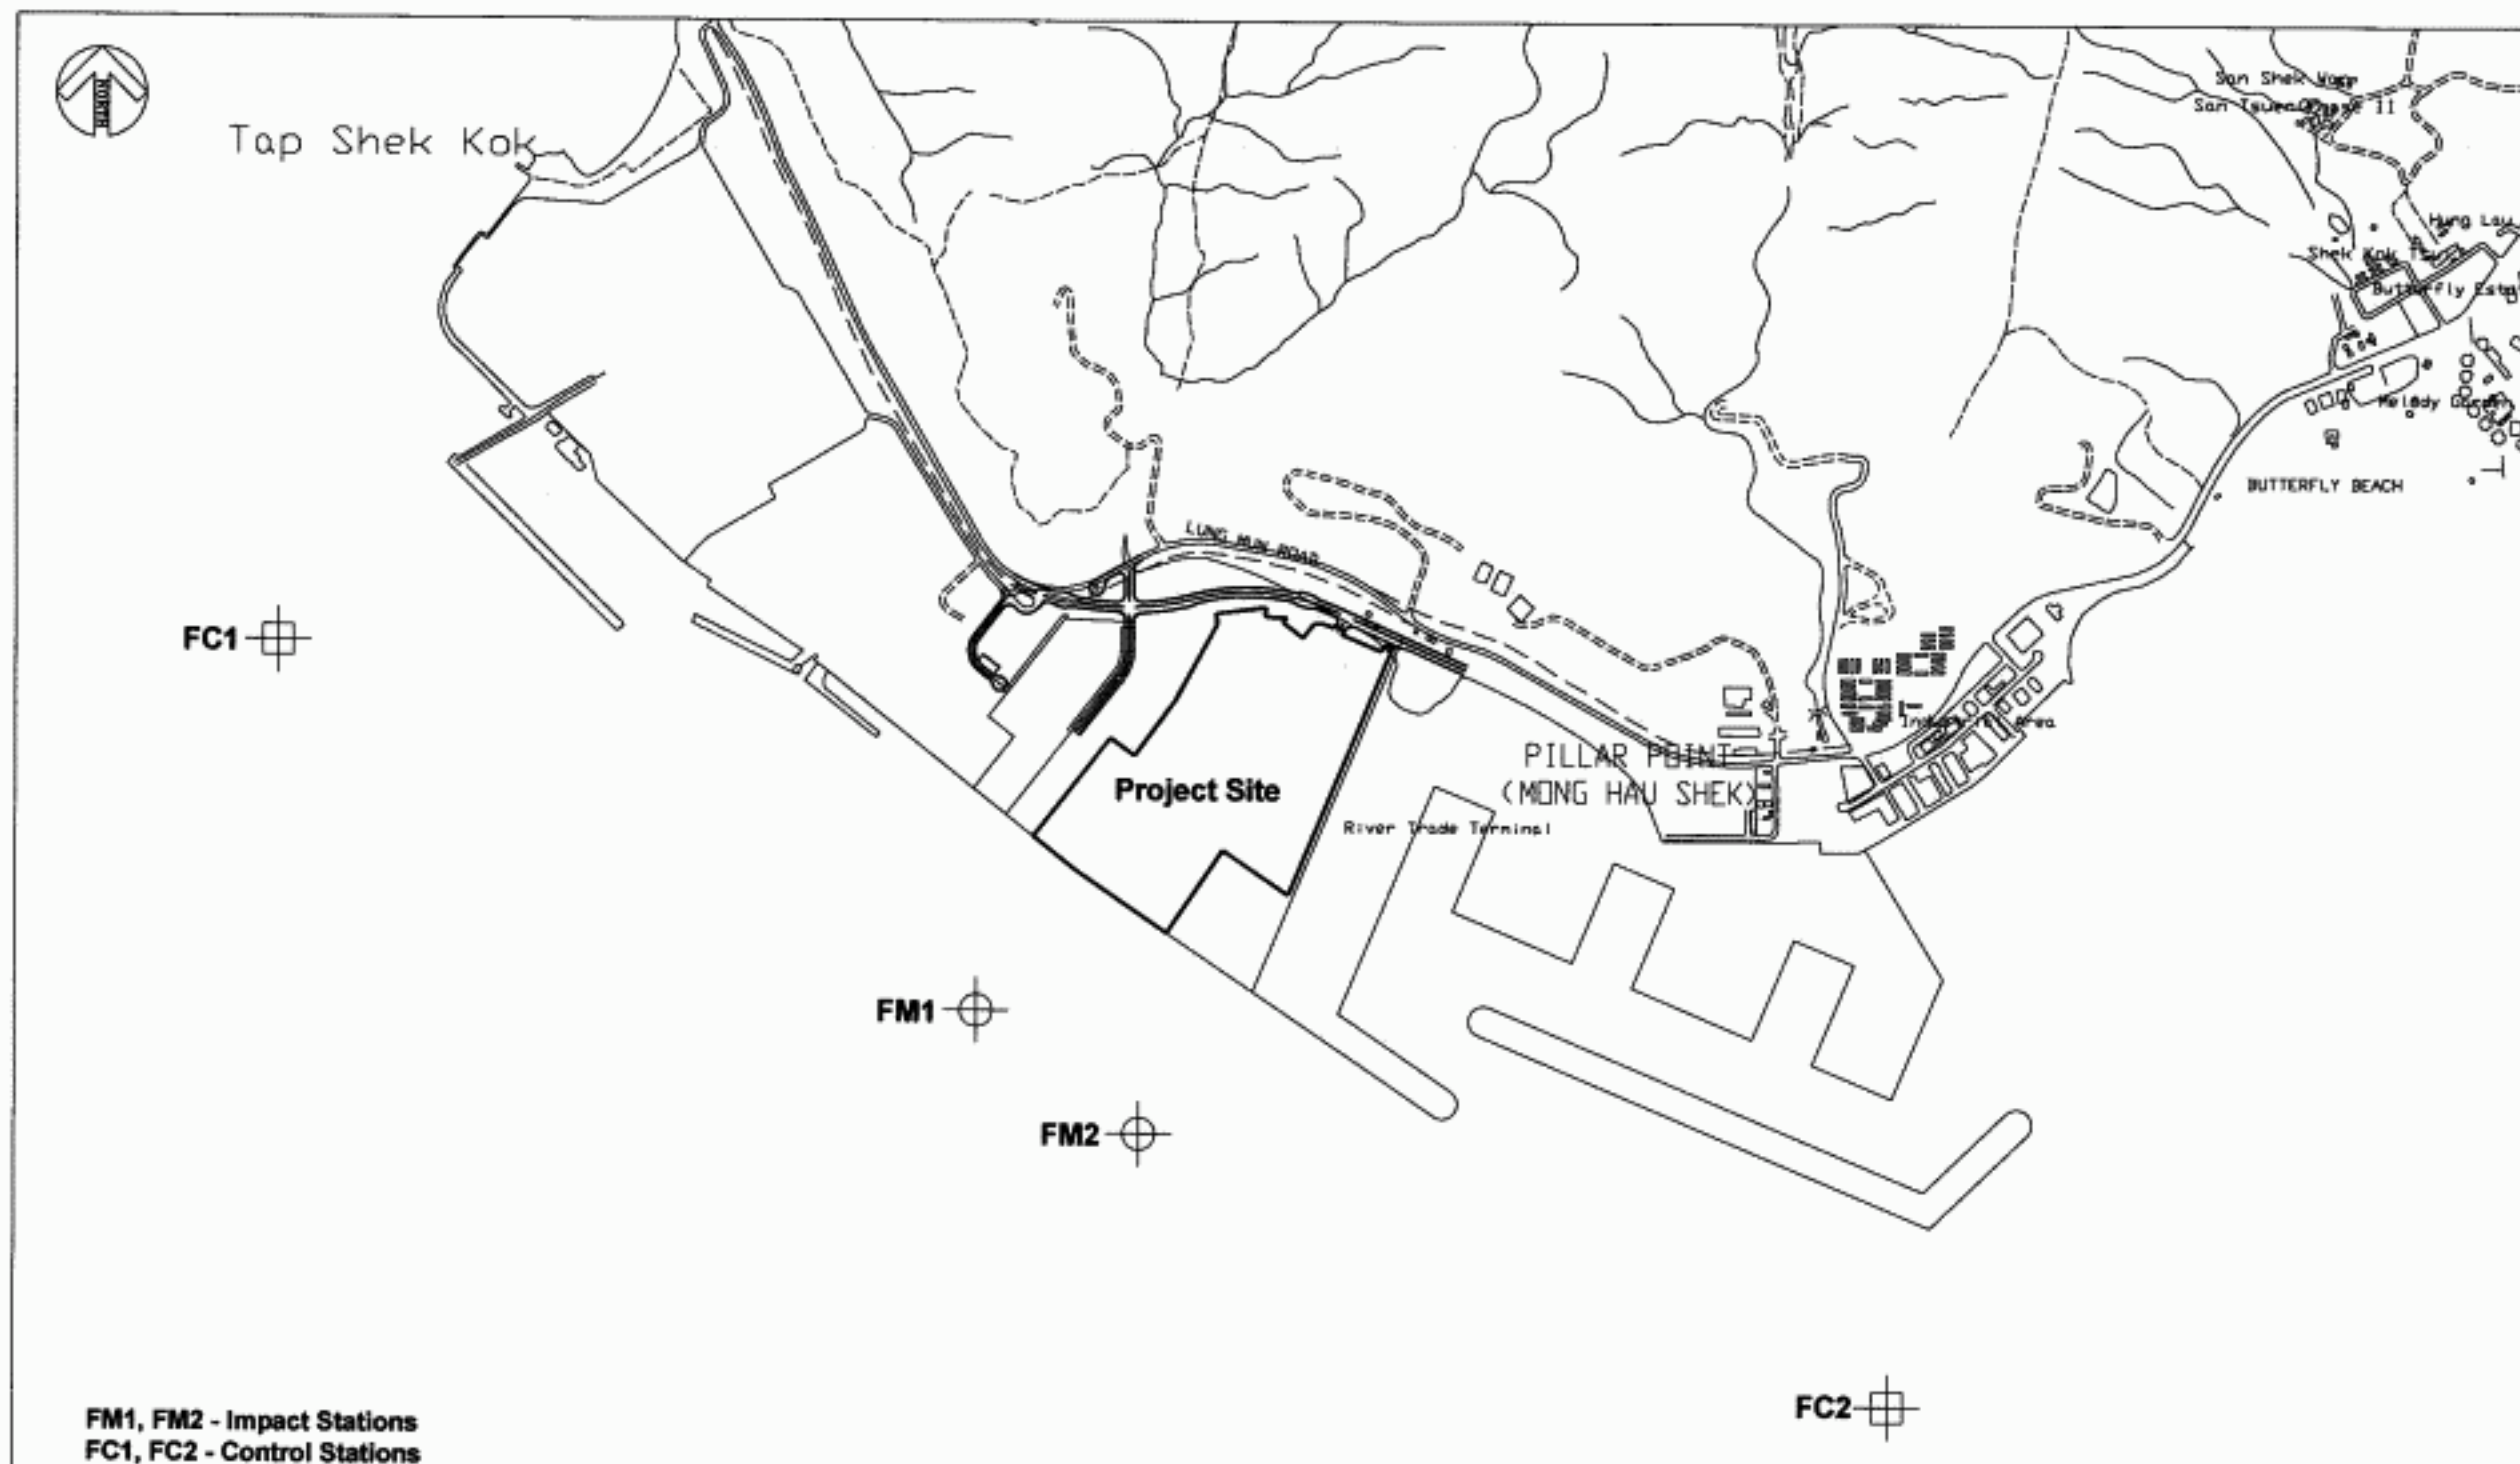 NORTH
Tap Shek Kok
San Shek Wan
San Tsuen Phase II
Hung Lau
Shek Kok Tsuen
Butterfly Esta
Melody Garden
BUTTERFLY BEACH
LUNG MUN ROAD
FC1
Industrial Area
PILLAR POINT
(MONG HAU SHEK)
Project Site
River Trade Terminal
FM1
FM2
FC2
FM1, FM2 - Impact Stations
FC1, FC2 - Control Stations